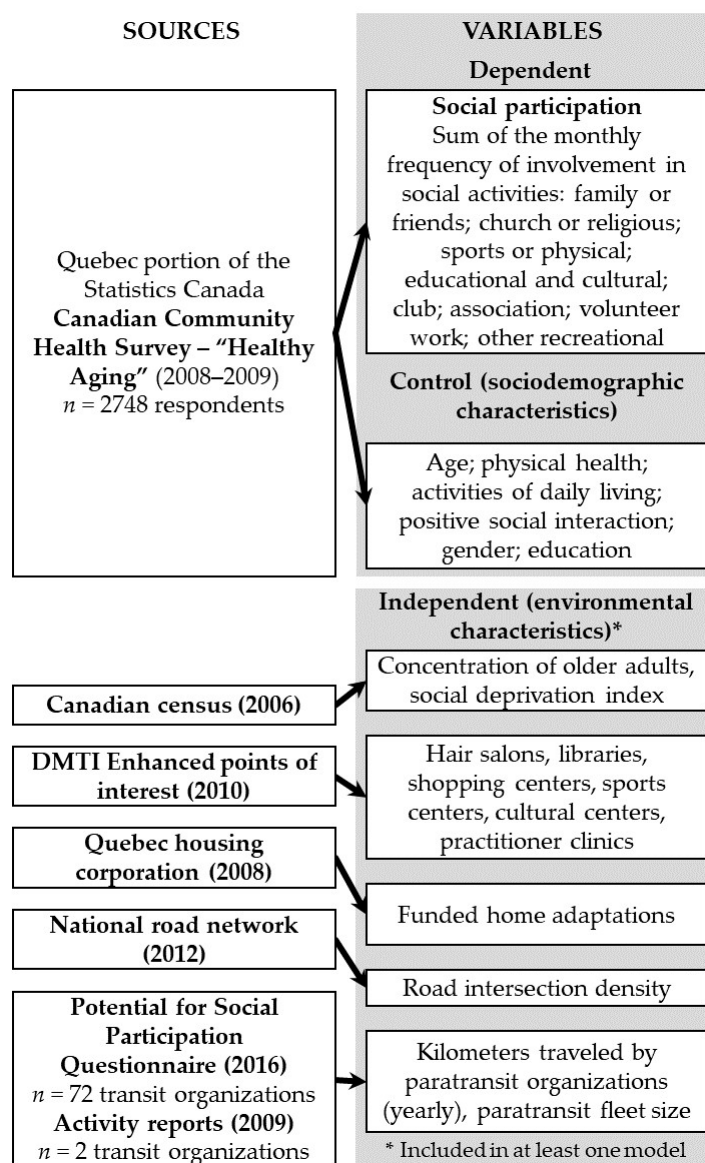 SOURCES
VARIABLES
Dependent
Quebec portion of the
Statistics Canada
Canadian Community
Health Survey – “Healthy
Aging” (2008–2009)
n = 2748 respondents
Social participation
Sum of the monthly
frequency of involvement in
social activities: family or
friends; church or religious;
sports or physical;
educational and cultural;
club; association; volunteer
work; other recreational
Control (sociodemographic
characteristics)
Age; physical health;
activities of daily living;
positive social interaction;
gender; education
Independent (environmental
characteristics)*
Canadian census (2006)
Concentration of older adults,
social deprivation index
DMTI Enhanced points of
interest (2010)
Hair salons, libraries,
shopping centers, sports
centers, cultural centers,
practitioner clinics
Quebec housing
corporation (2008)
Funded home adaptations
National road network
(2012)
Road intersection density
Potential for Social
Participation
Questionnaire (2016)
n = 72 transit organizations
Activity reports (2009)
n = 2 transit organizations
Kilometers traveled by
paratransit organizations
(yearly), paratransit fleet size
* Included in at least one model